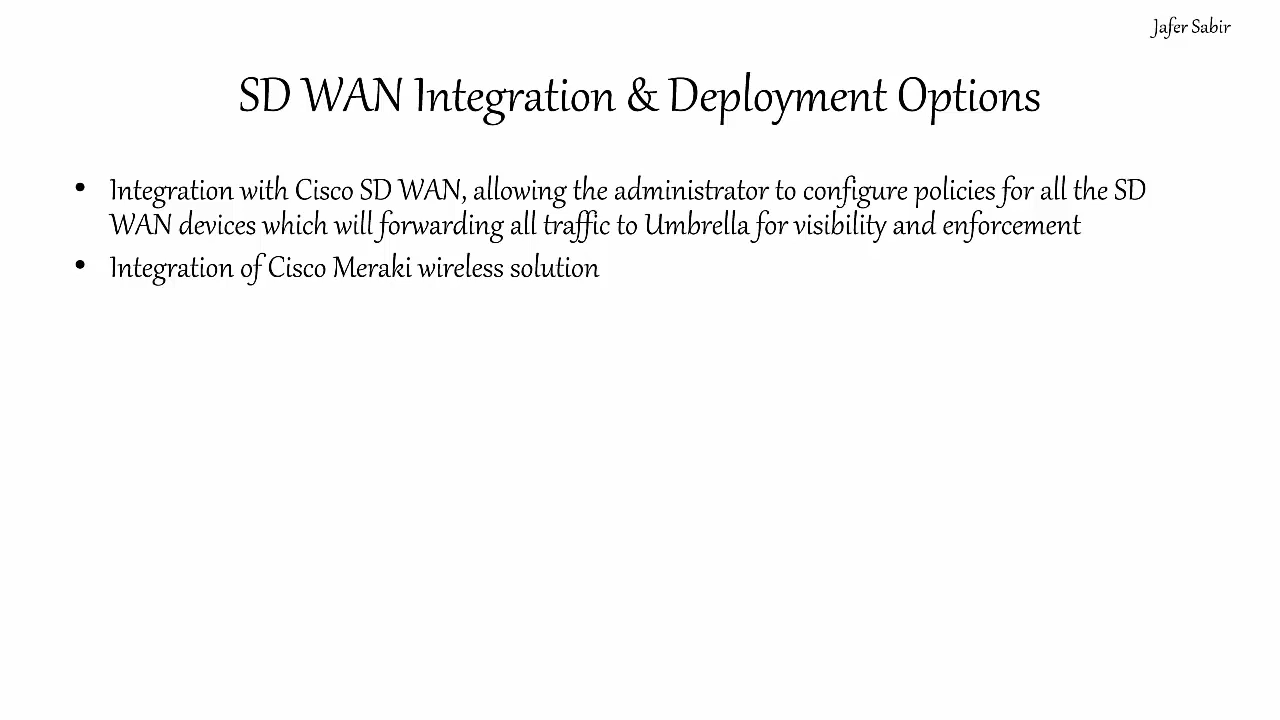 Jafer Sabir
SD WAN Integration & Deployment Options
• Integration with Cisco SD WAN, allowing the administrator to configure policies for all the SD
WAN devices which will forwarding all traffic to Umbrella for visibility and enforcement
• Integration of Cisco Meraki wireless solution